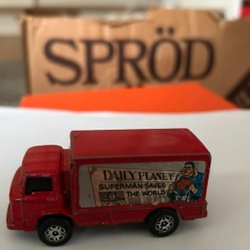 SPRÖD
DAILY PLANET
SUPERMAN SAVES
THE WORLD